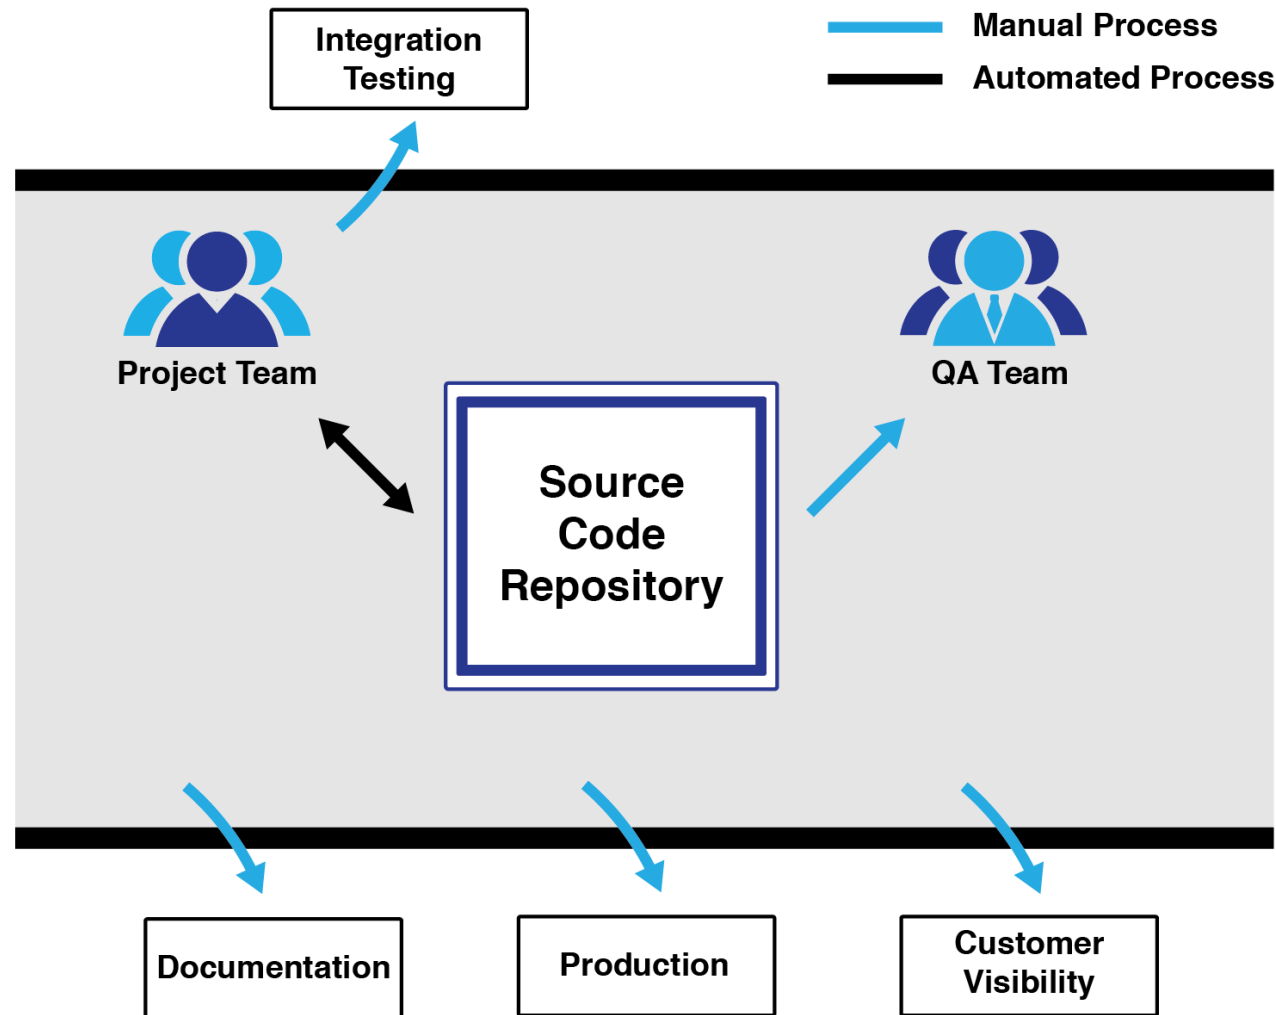 Integration
Testing
Manual Process
Automated Process
Project Team
QA Team
Source
Code
Repository
Documentation
Production
Customer
Visibility